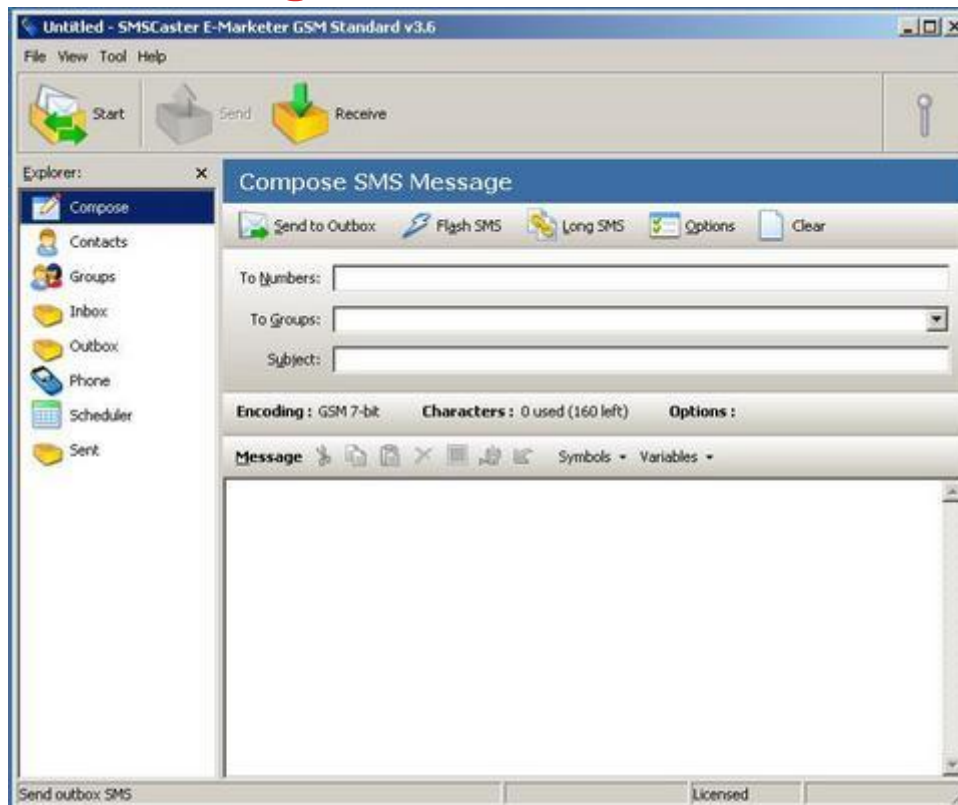 Untitled - SMSCaster E-Marketer GSM Standard v3.6
File View Tool Help
Start Send Receive
Explorer: x
Compose
Contacts
Groups
Inbox
Outbox
Phone
Scheduler
Sent
Compose SMS Message
Send to Outbox Flash SMS Long SMS Options Clear
To Numbers:
To Groups:
Subject:
Encoding : GSM 7-bit Characters : 0 used (160 left) Options :
Message Symbols Variables
Send outbox SMS Licensed